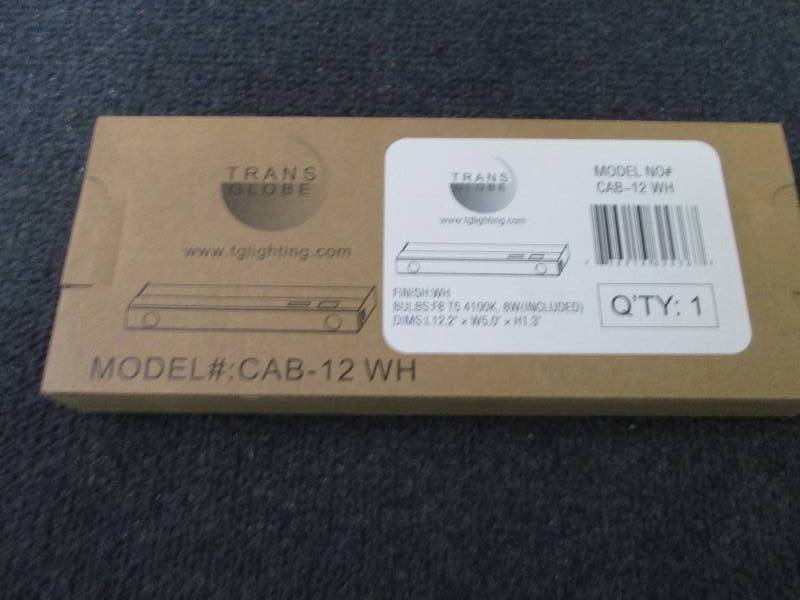 TRANS
GLOBE
www.tglighting.com
MODEL#:CAB-12 WH
TRANS
GLOBE
www.tglighting.com
MODEL NO#
CAB-12 WH
FINISH:WH
BULBS:F8 T5 4100K, 8W(INCLUDED)
DIMS:L12.2" × W5.0" × H1.3"
Q'TY: 1